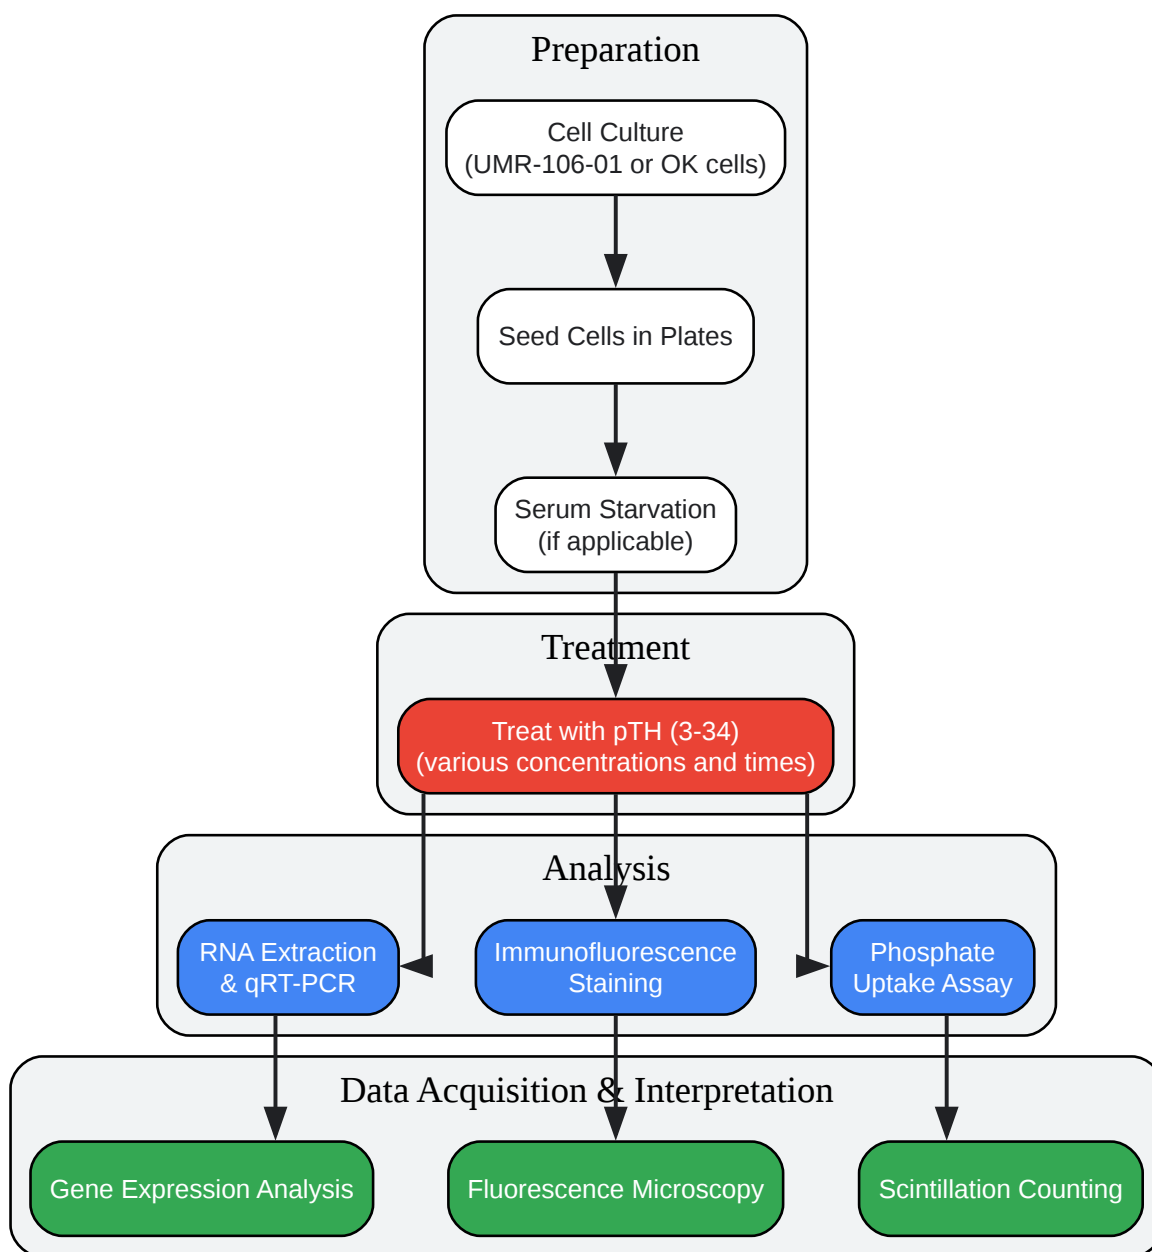 Preparation
Cell Culture
(UMR-106-01 or OK cells)
Seed Cells in Plates
Serum Starvation
(if applicable)
Treatment
Treat with pTH (3-34)
(various concentrations and times)
Analysis
RNA Extraction
& qRT-PCR
Immunofluorescence
Staining
Phosphate
Uptake Assay
Data Acquisition & Interpretation
Gene Expression Analysis
Fluorescence Microscopy
Scintillation Counting